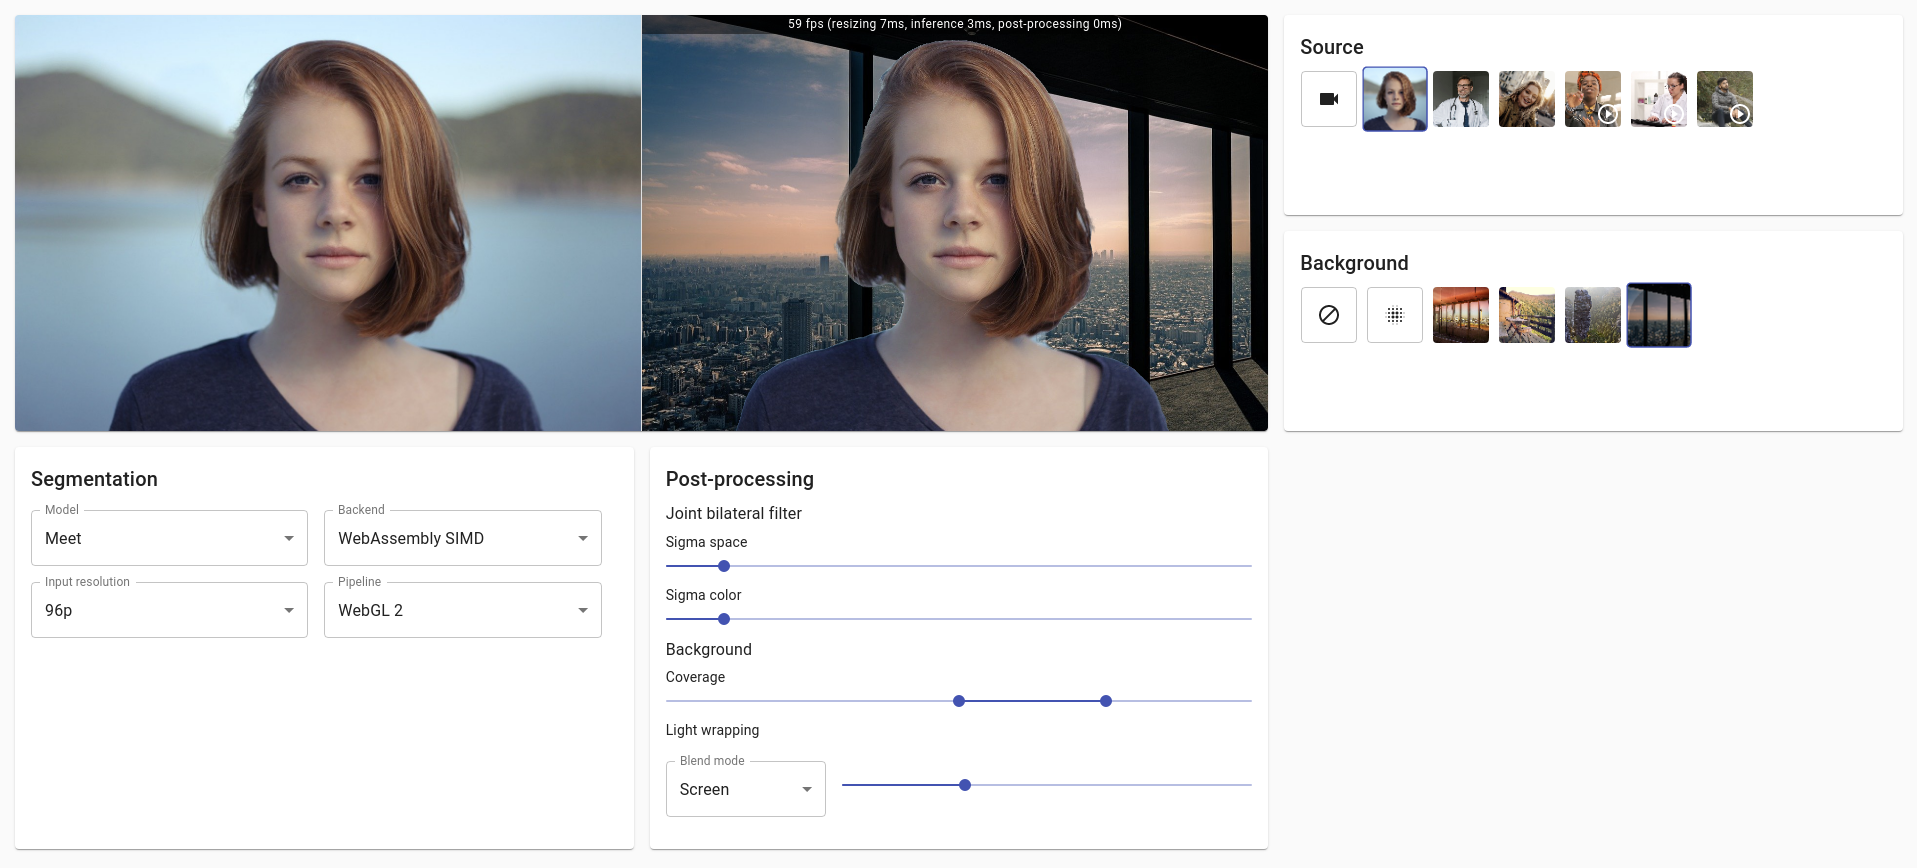 59 fps (resizing 7ms, inference 3ms, post-processing 0ms)
Source
Background
Segmentation
Model
Meet
Backend
WebAssembly SIMD
Input resolution
96p
Pipeline
WebGL 2
Post-processing
Joint bilateral filter
Sigma space
Sigma color
Background
Coverage
Light wrapping
Blend mode
Screen